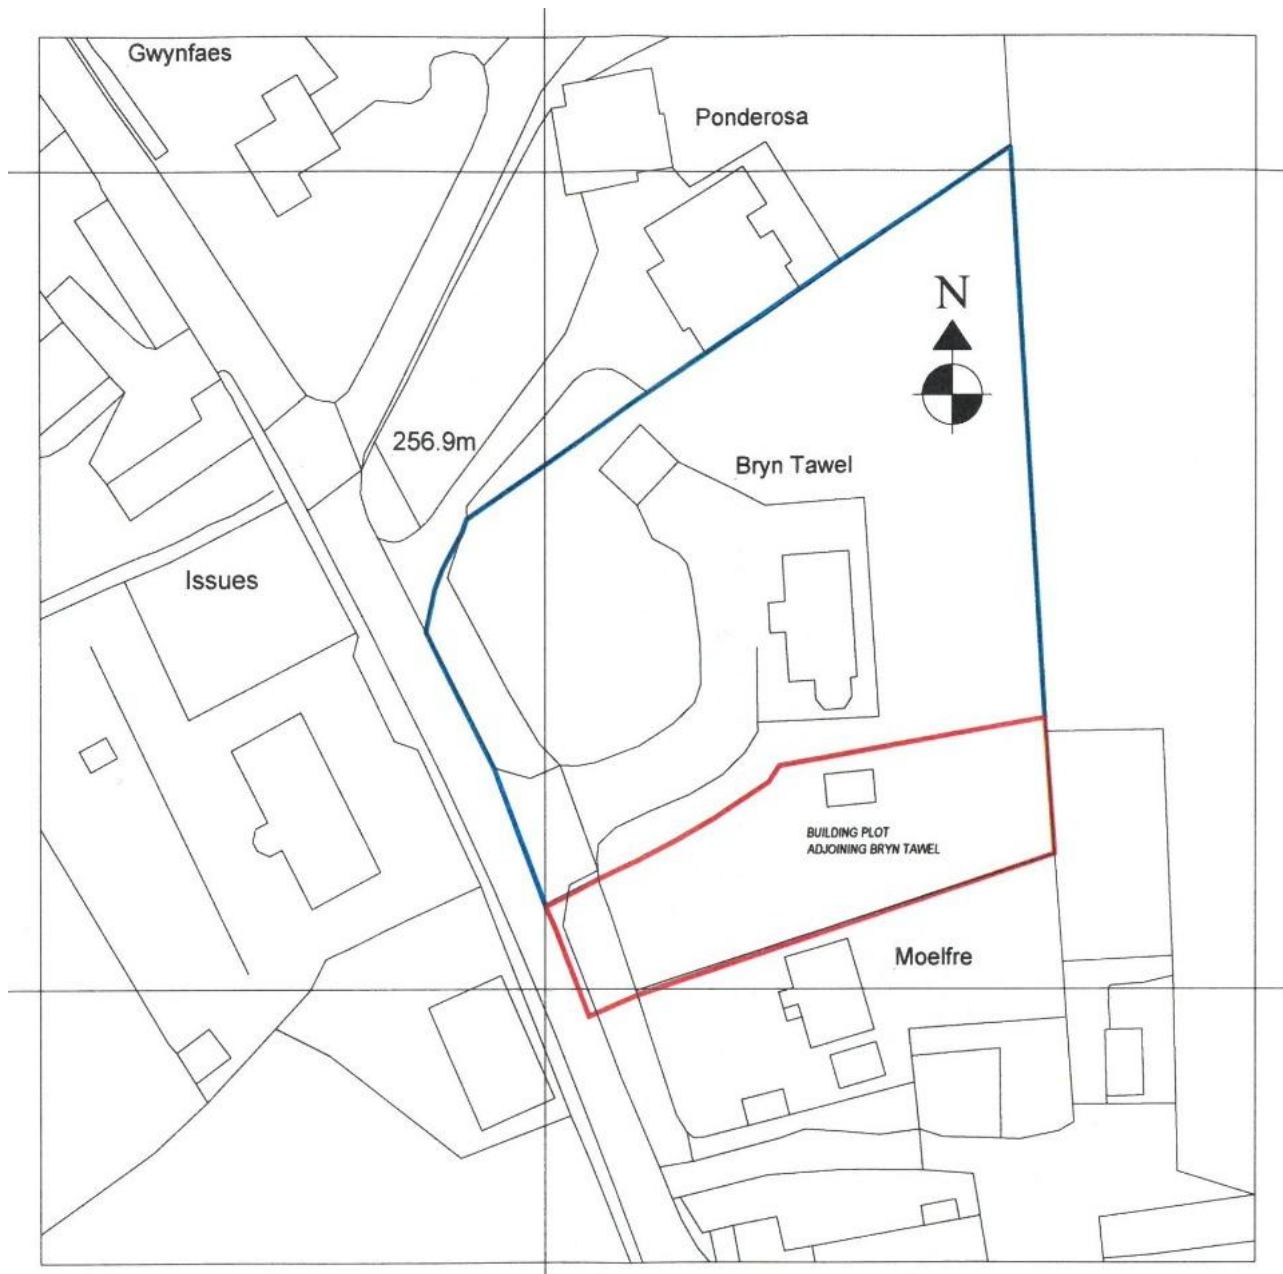 Gwynfaes
Ponderosa
N
256.9m
Bryn Tawel
Issues
BUILDING PLOT
ADJOINING BRYN TAWEL
Moelfre